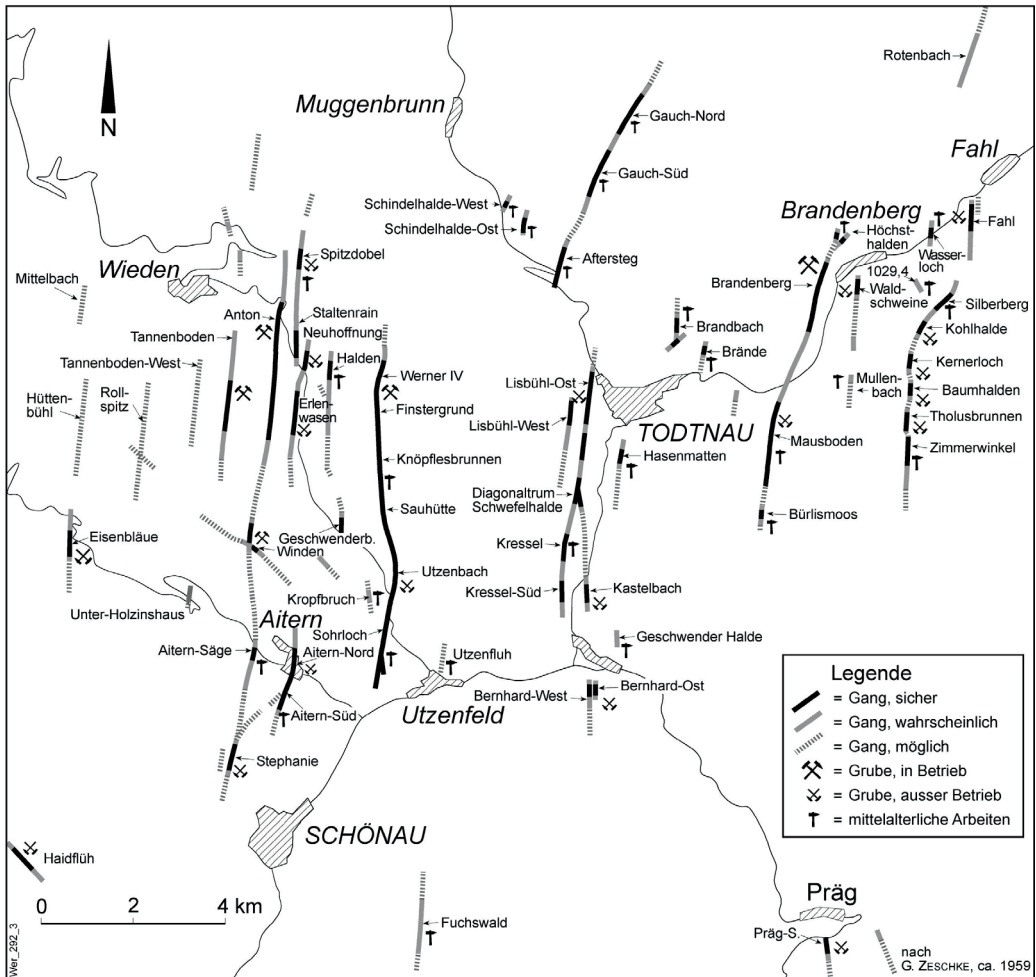 Rotenbach
Muggenbrunn
N
Gauch-Nord
Fahl
Gauch-Süd
Schindelhalde-West
Schindelhalde-Ost
Brandenberg
Höchst-
halden
Fahl
Wasser-
loch
Spitzdobel
Wieden
Aftersteg
Mittelbach
Brandenberg
1029,4
Wald-
schweine
Silberberg
Anton
Staltenrain
Neuhoffnung
Tannenboden
Brandbach
Kohlhalde
Halden
Brände
Tannenboden-West
Werner IV
Lisbühl-Ost
Kernerloch
Mullen-
bach
Baumhalden
Hütten-
bühl
Roll-
spitz
Erlen-
wasen
Finstergrund
Lisbühl-West
Tholusbrunnen
TODTNAU
Mausboden
Zimmerwinkel
Knöpflesbrunnen
Hasenmatten
Diagonaltrum
Schwefelhalde
Sauhütte
Bürlismoos
Eisenbläue
Geschwenderb.
Winden
Kressel
Utzenbach
Kressel-Süd
Kastelbach
Kropfbruch
Unter-Holzinshaus
Aitern
Sohrloch
Geschwender Halde
Aitern-Säge
Aitern-Nord
Utzenfluh
Bernhard-West
Bernhard-Ost
Utzenfeld
Aitern-Süd
Stephanie
SCHÖNAU
Haidflüh
0 2 4 km
Fuchswald
Präg
Präg-S.
Legende
= Gang, sicher
= Gang, wahrscheinlich
= Gang, möglich
= Grube, in Betrieb
= Grube, ausser Betrieb
= mittelalterliche Arbeiten
nach
G. ZESCHKE, ca. 1959
Wer_292_3